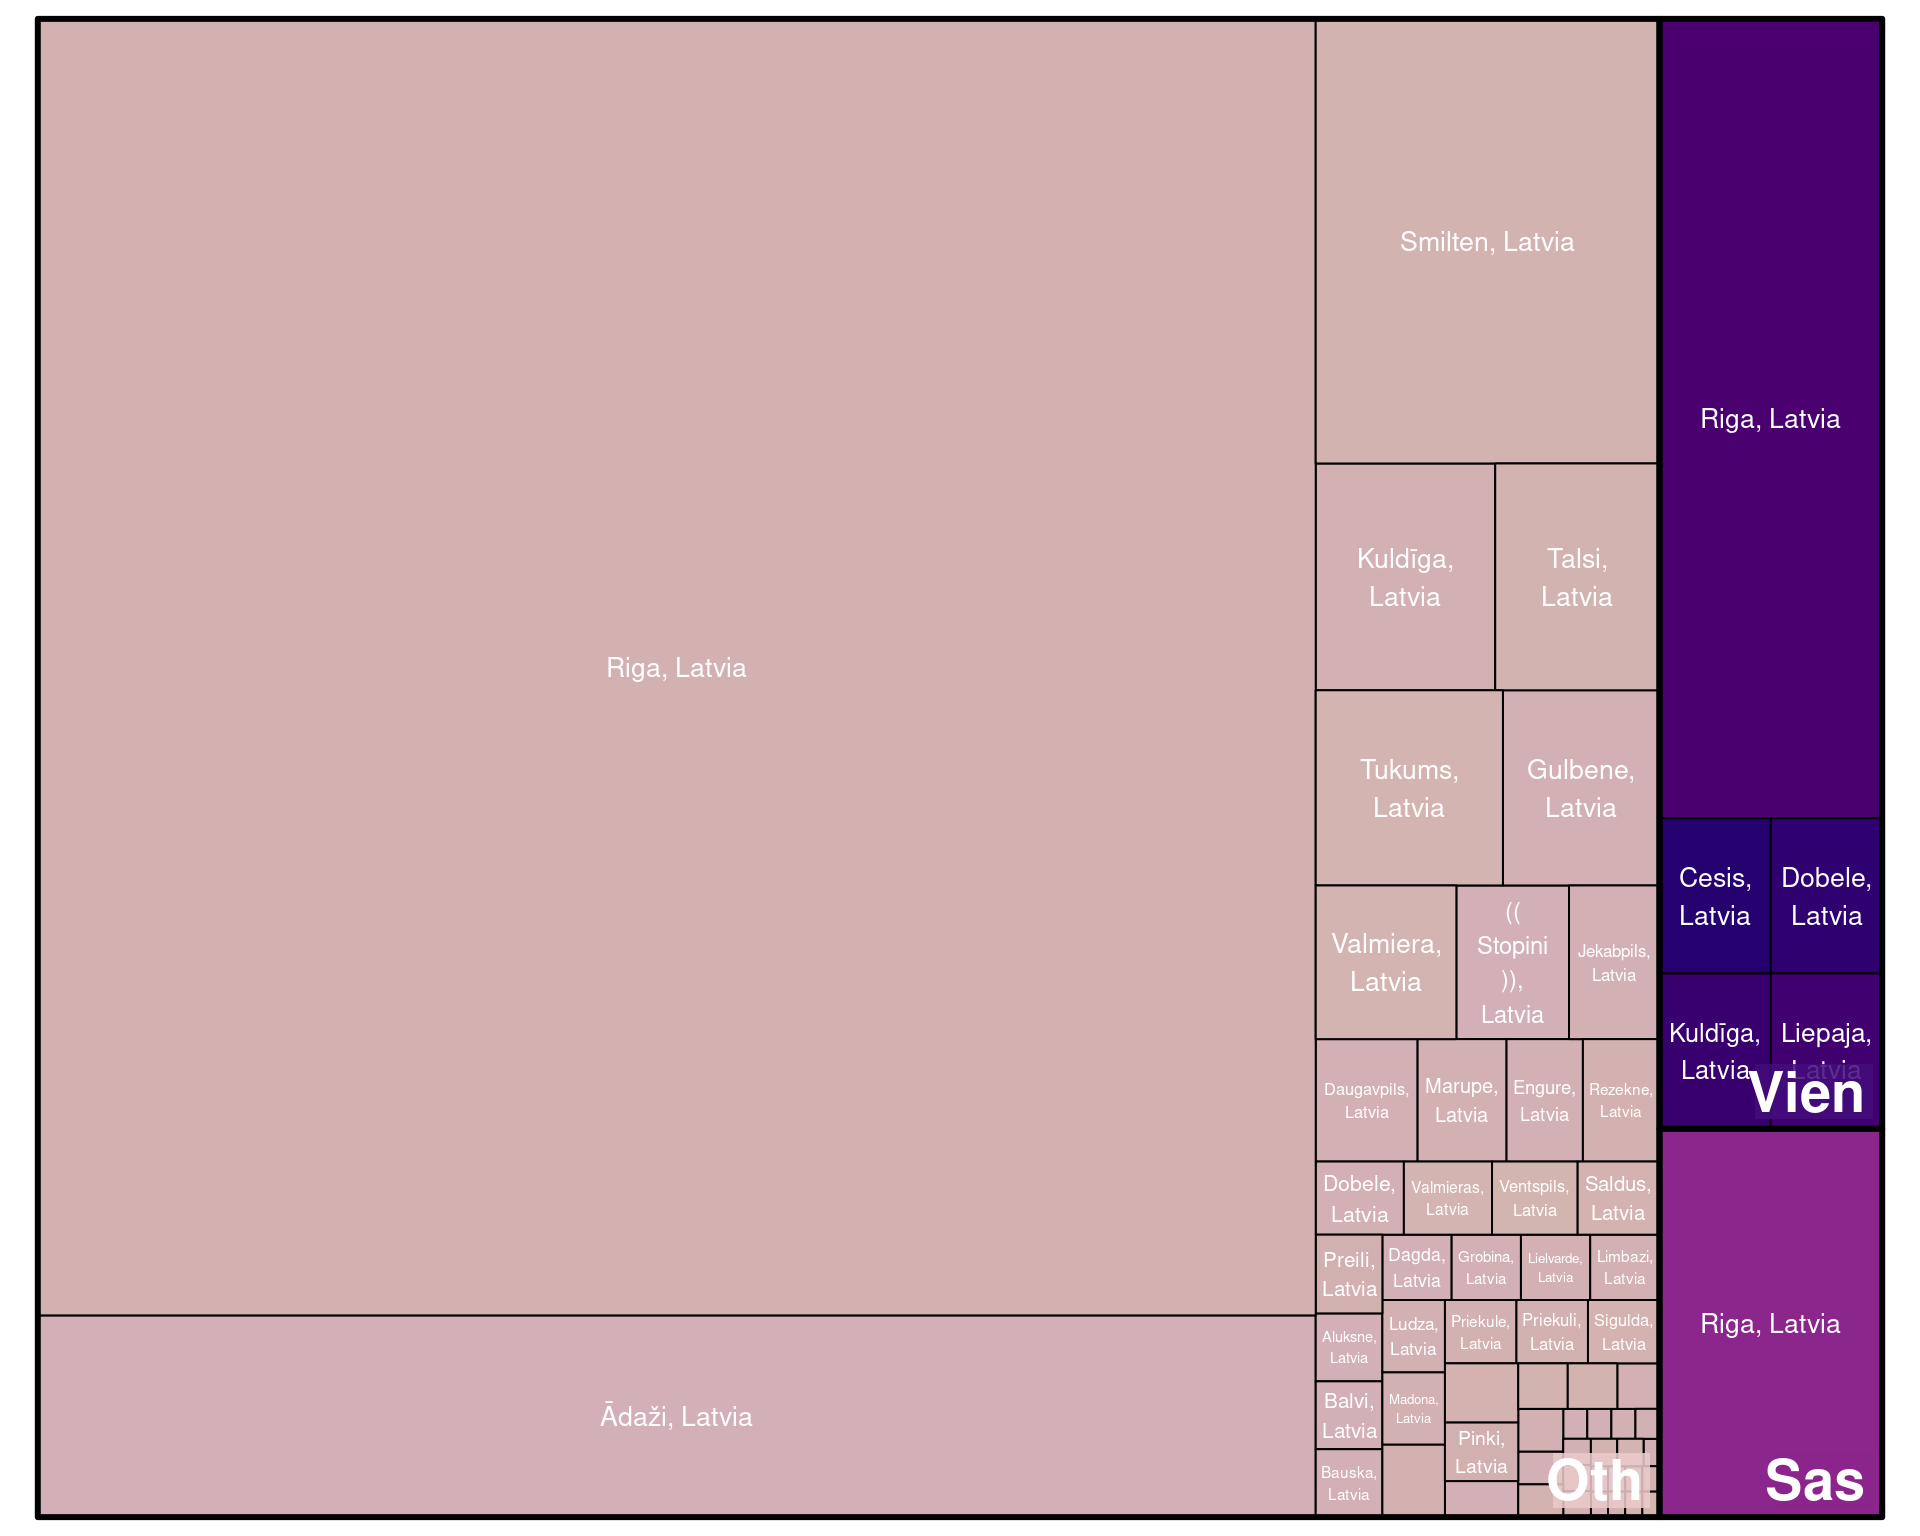 Riga, Latvia
Ādaži, Latvia
Smilten, Latvia
Kuldīga,
Latvia
Talsi,
Latvia
Tukums,
Latvia
Gulbene,
Latvia
Valmiera,
Latvia
((
Stopini
)),
Latvia
Jekabpils,
Latvia
Daugavpils,
Latvia
Marupe,
Latvia
Engure,
Latvia
Rezekne,
Latvia
Dobele,
Latvia
Valmieras,
Latvia
Ventspils,
Latvia
Saldus,
Latvia
Preili,
Latvia
Dagda,
Latvia
Grobina,
Latvia
Lielvarde,
Latvia
Limbazi,
Latvia
Aluksne,
Latvia
Ludza,
Latvia
Priekule,
Latvia
Priekuli,
Latvia
Sigulda,
Latvia
Balvi,
Latvia
Madona,
Latvia
Pinki,
Latvia
Bauska,
Latvia
Oth
Riga, Latvia
Cesis,
Latvia
Dobele,
Latvia
Kuldīga,
Latvia
Liepaja,
Latvia
Vien
Riga, Latvia
Sas